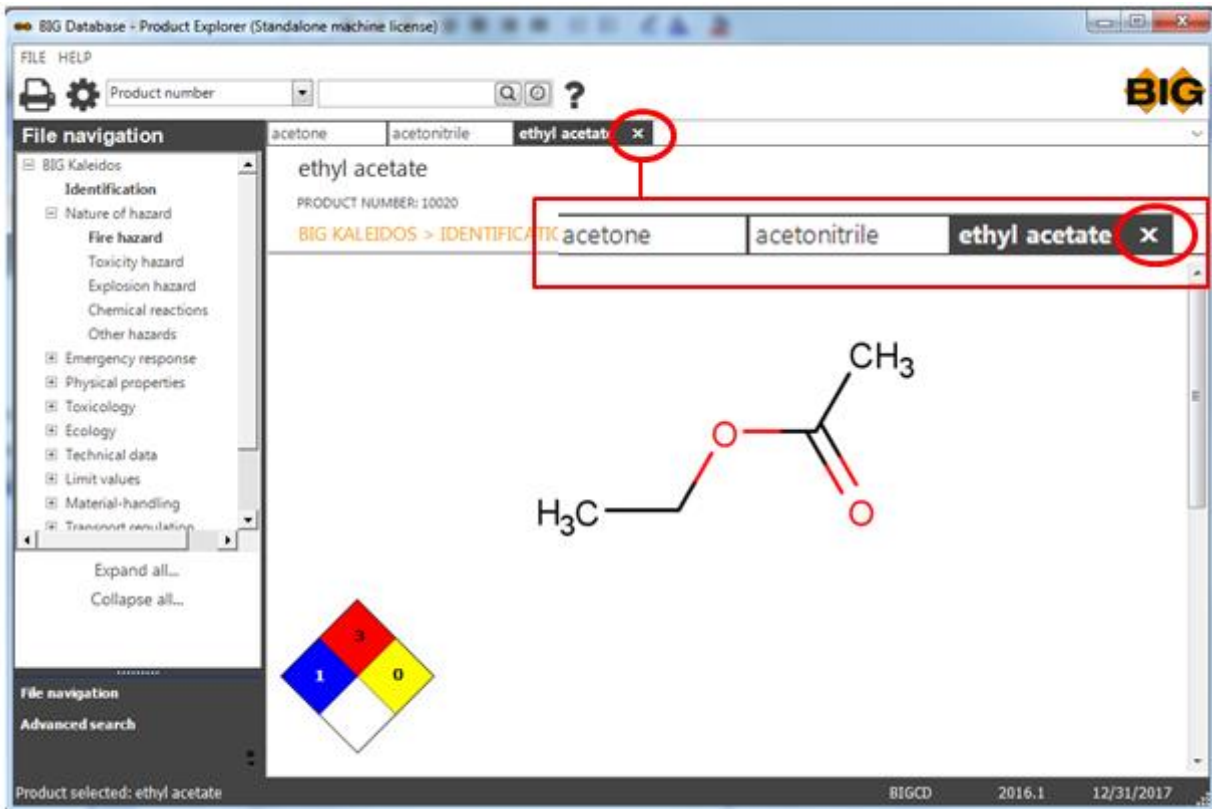 BIG Database - Product Explorer (Standalone machine license)
FILE HELP
Product number
?
BIG
File navigation
acetone acetonitrile ethyl acetate ×
BIG Kaleidos
Identification
Nature of hazard
Fire hazard
Toxicity hazard
Explosion hazard
Chemical reactions
Other hazards
Emergency response
Physical properties
Toxicology
Ecology
Technical data
Limit values
Material-handling
Transport regulation
Expand all...
Collapse all...
File navigation
Advanced search
ethyl acetate
PRODUCT NUMBER: 10020
BIG KALEIDOS > IDENTIFICATIO
acetone acetonitrile ethyl acetate ×
CH3
O
O
H3C
3
1 0
Product selected: ethyl acetate BIGCD 2016.1 12/31/2017